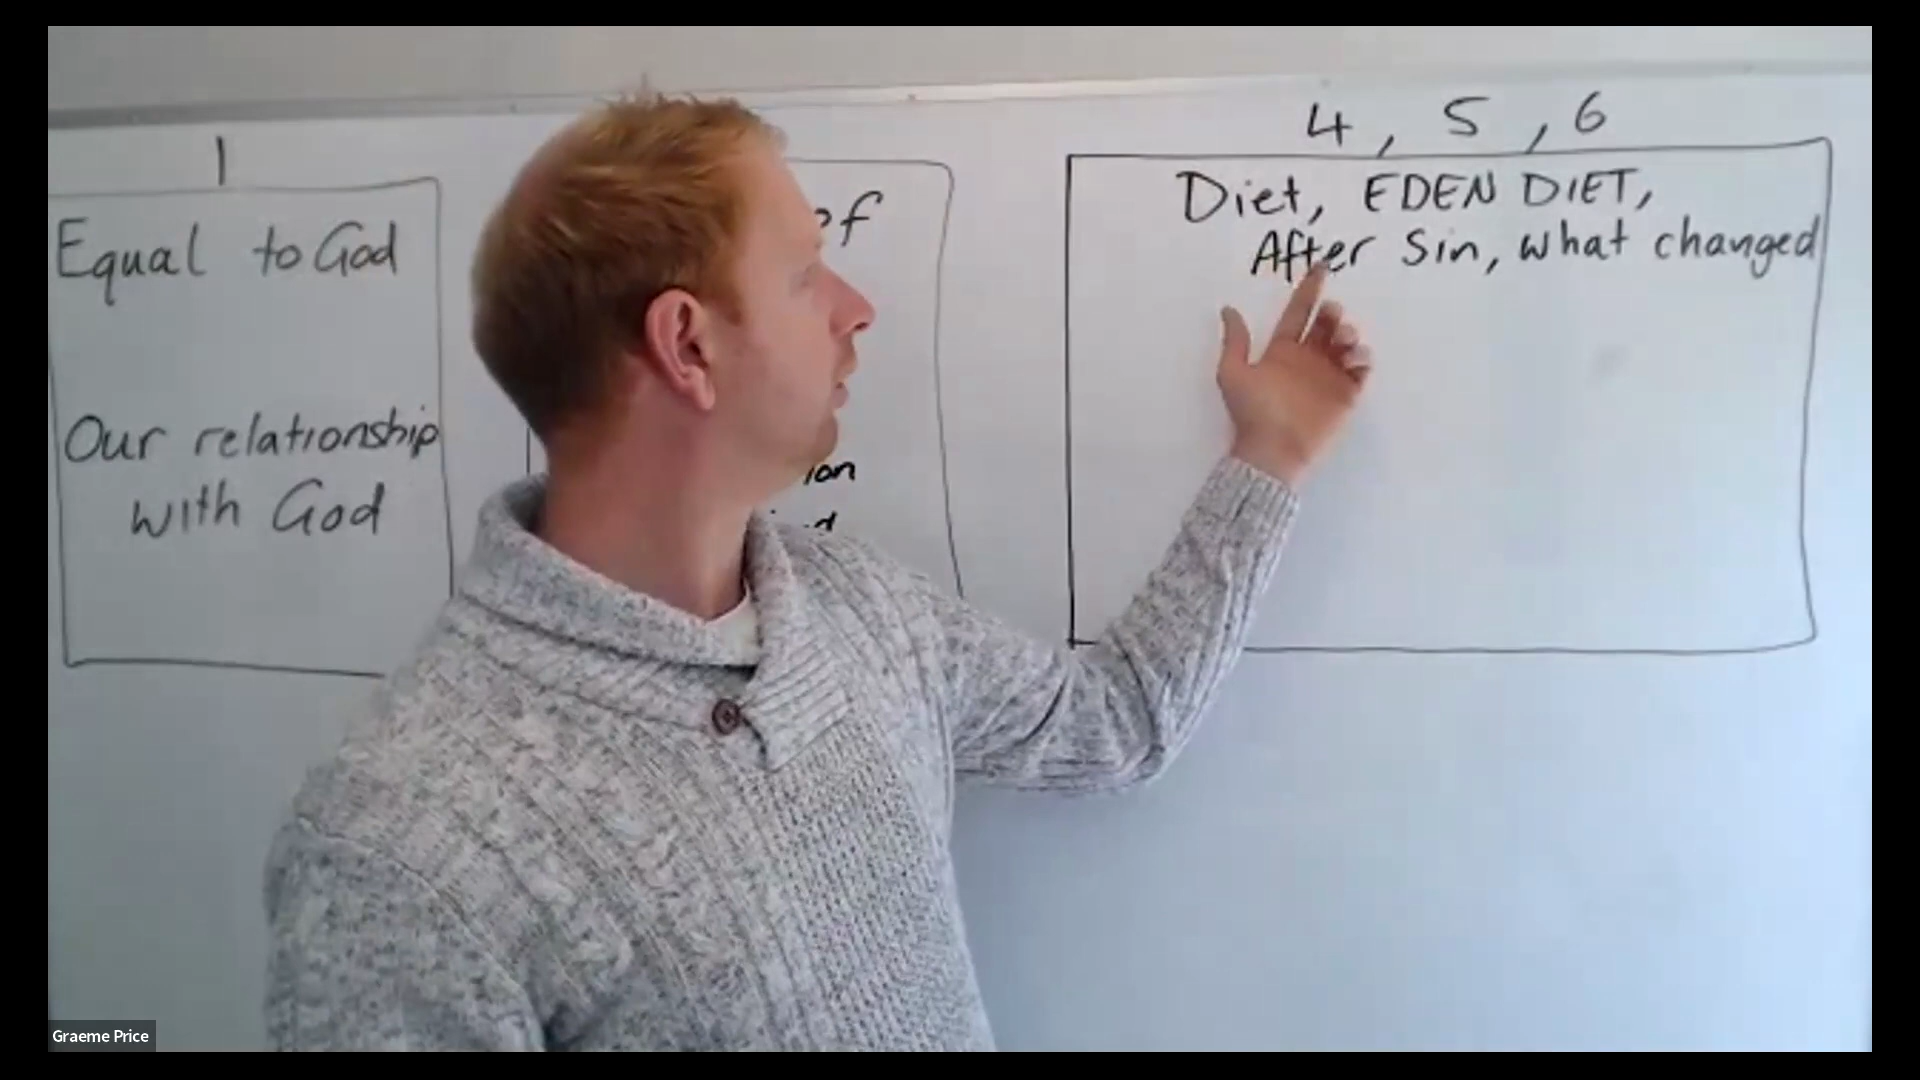 1
Equal to God
Our relationship
with God
of
4, 5, 6
Diet, EDEN DIET,
After Sin, what changed
Graeme Price